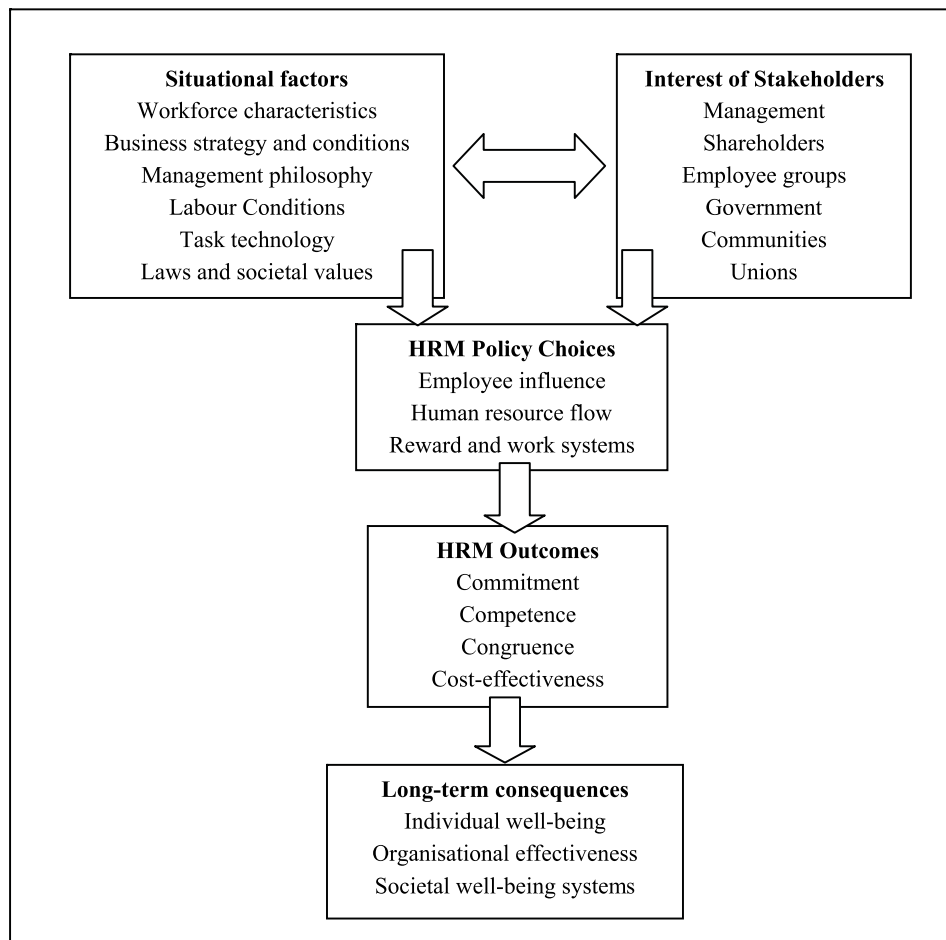 Situational factors
Workforce characteristics
Business strategy and conditions
Management philosophy
Labour Conditions
Task technology
Laws and societal values
Interest of Stakeholders
Management
Shareholders
Employee groups
Government
Communities
Unions
HRM Policy Choices
Employee influence
Human resource flow
Reward and work systems
HRM Outcomes
Commitment
Competence
Congruence
Cost-effectiveness
Long-term consequences
Individual well-being
Organisational effectiveness
Societal well-being systems